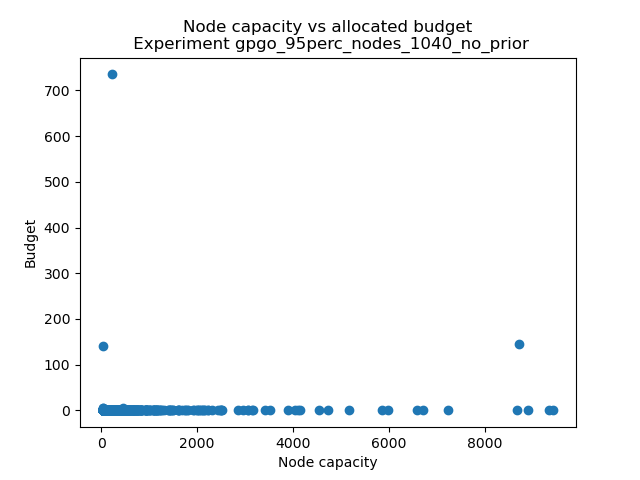 Node capacity vs allocated budget
Experiment gpgo_95perc_nodes_1040_no_prior
700
600
500
400
300
200
100
0
Budget
0 2000 4000 6000 8000
Node capacity